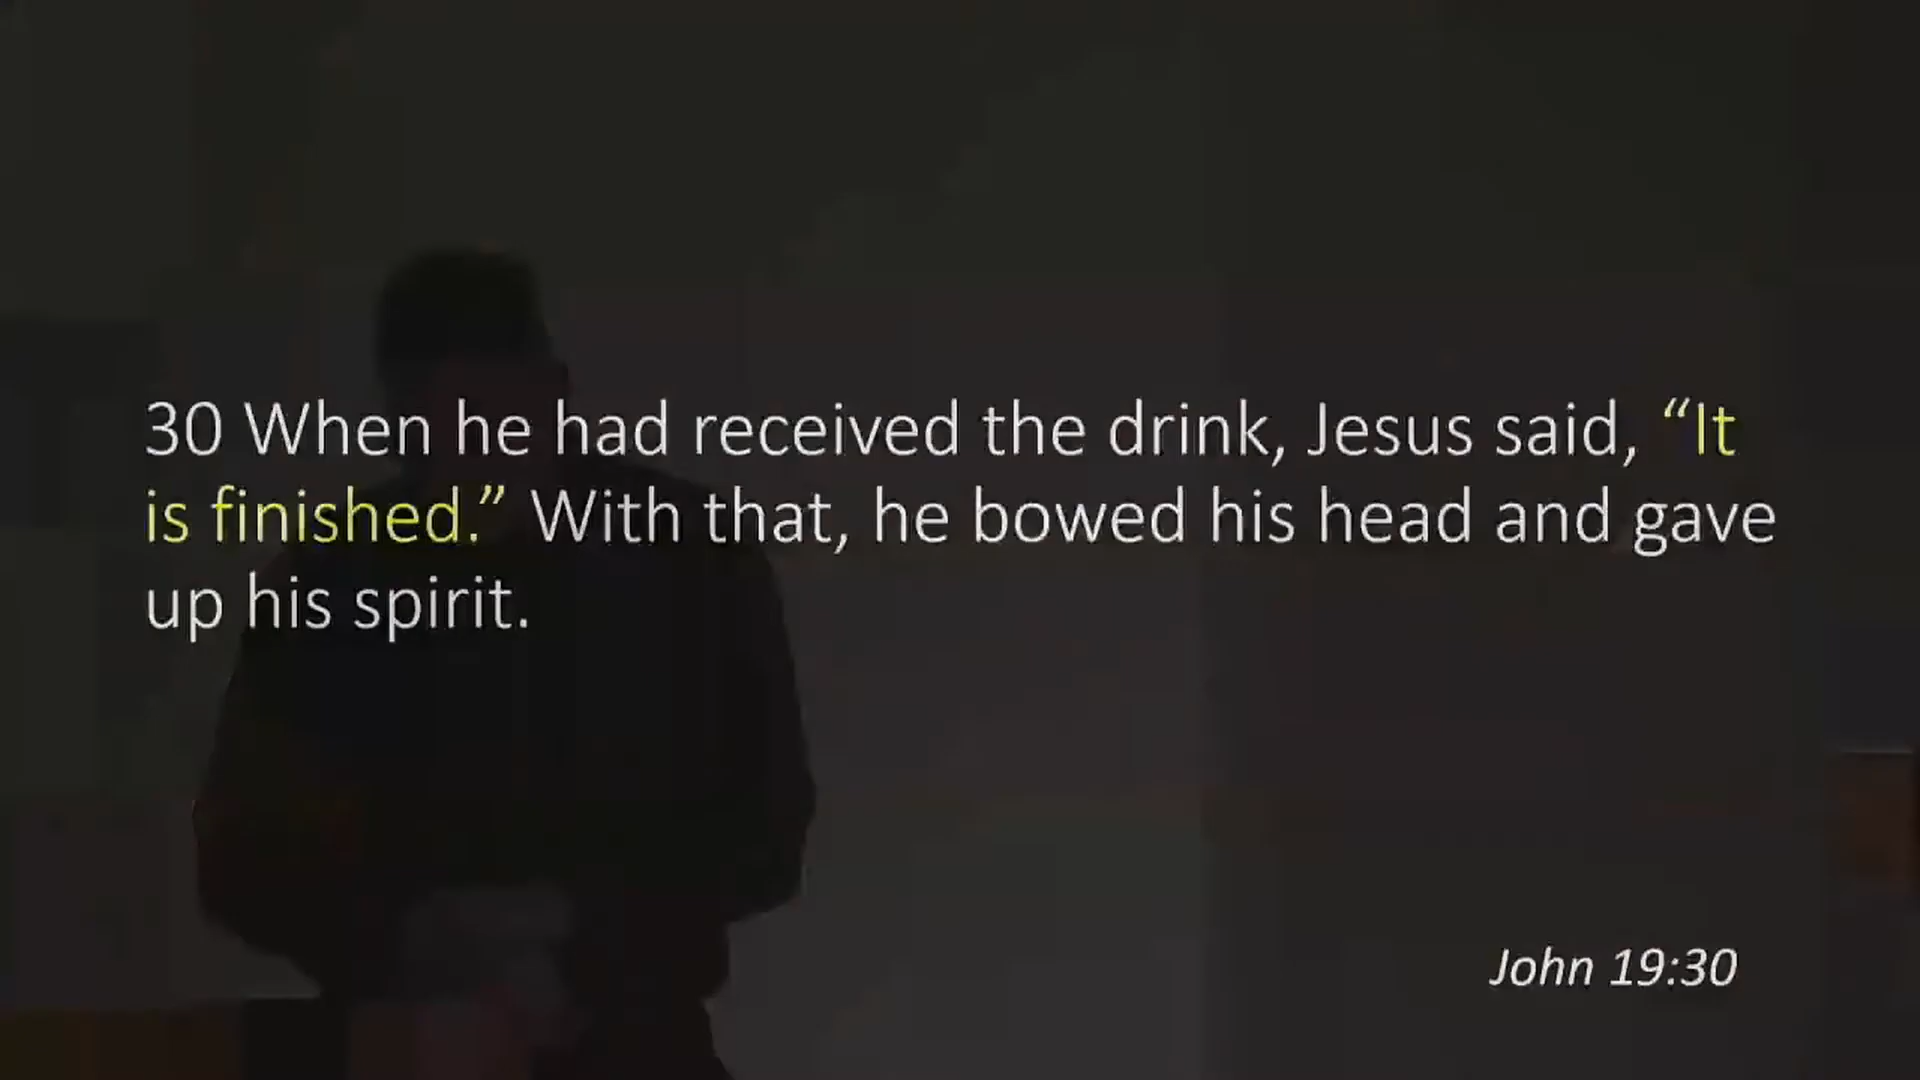 30 When he had received the drink, Jesus said, “It
is finished.” With that, he bowed his head and gave
up his spirit.
John 19:30